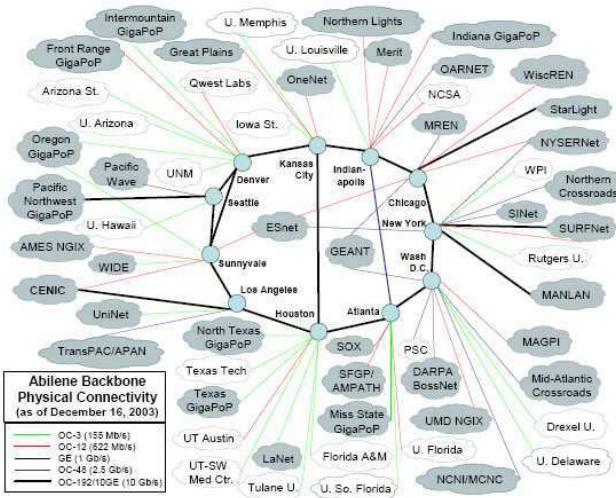 Intermountain
GigaPoP
U. Memphis
Northern Lights
Indiana GigaPoP
Front Range
GigaPoP
Great Plains
U. Louisville
Merit
OARNET
WiscREN
Qwest Labs
OneNet
NCSA
Arizona St.
StarLight
MREN
U. Arizona
Iowa St.
NYSERNet
Oregon
GigaPoP
Kansas
City
Indian-
apolis
WPI
Pacific
Wave
UNM
Denver
Northern
Crossroads
Chicago
Pacific
Northwest
GigaPoP
Seattle
New York
SINet
ESnet
SURFNet
U. Hawaii
GEANT
Rutgers U.
AMES NGIX
Wash
D.C.
WIDE
Sunnyvale
CENIC
Los Angeles
MANLAN
Houston
Atlanta
UniNet
North Texas
GigaPoP
SOX
PSC
MAGPI
TransPAC/APAN
Texas Tech
SFGP/
AMPATH
DARPA
BossNet
Mid-Atlantic
Crossroads
Abilene Backbone
Physical Connectivity
(as of December 16, 2003)
Texas
GigaPoP
Miss State
GigaPoP
UMD NGIX
Drexel U.
UT Austin
U. Florida
OC-3 (155 Mb/s)
OC-12 (622 Mb/s)
GE (1 Gb/s)
OC-48 (2.5 Gb/s)
OC-192/10GE (10 Gb/s)
LaNet
Florida A&M
U. Delaware
UT-SW
Med Ctr.
NCNI/MCNC
Tulane U.
U. So. Florida